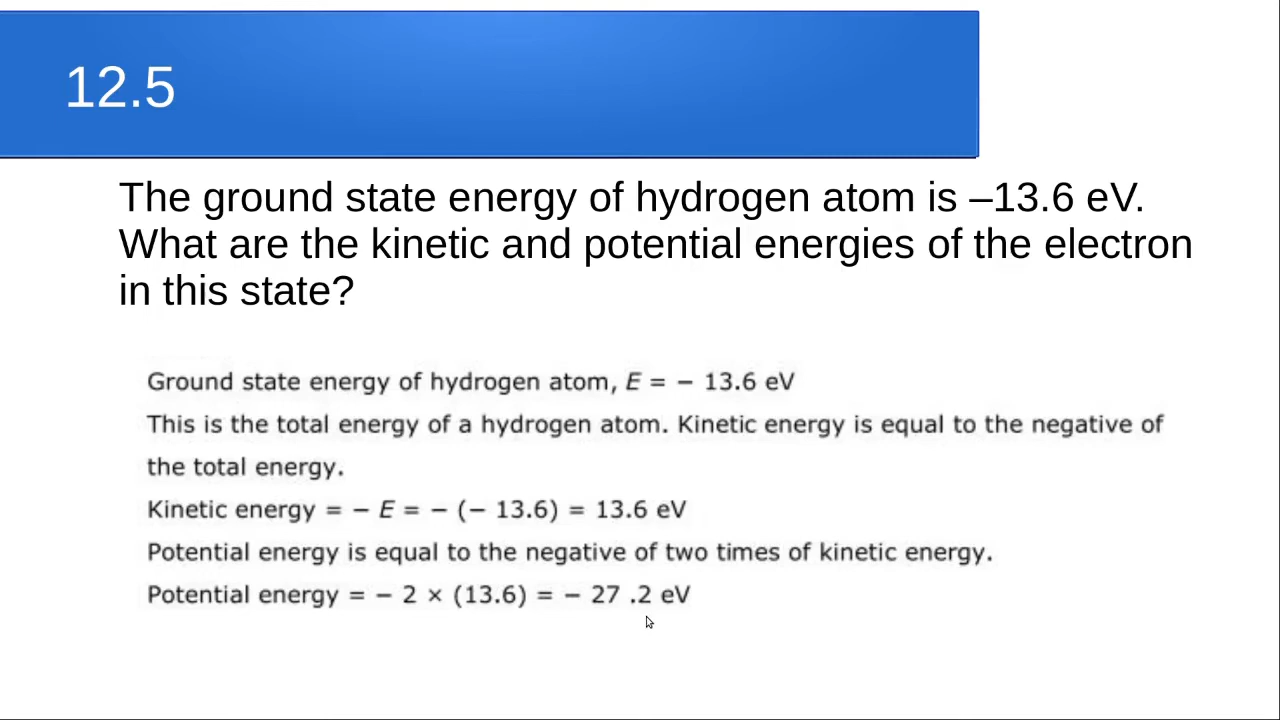 12.5
The ground state energy of hydrogen atom is –13.6 eV.
What are the kinetic and potential energies of the electron
in this state?
Ground state energy of hydrogen atom, E = − 13.6 eV
This is the total energy of a hydrogen atom. Kinetic energy is equal to the negative of
the total energy.
Kinetic energy = − E = − (− 13.6) = 13.6 eV
Potential energy is equal to the negative of two times of kinetic energy.
Potential energy = − 2 × (13.6) = − 27 .2 eV